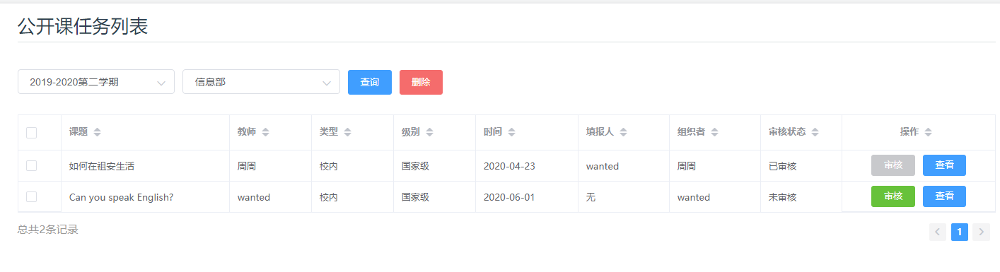 公开课任务列表
2019-2020第二学期 信息部 查询 删除
课题 教师 类型 级别 时间 填报人 组织者 审核状态 操作
如何在祖安生活 周周 校内 国家级 2020-04-23 wanted 周周 已审核 审核 查看
Can you speak English? wanted 校内 国家级 2020-06-01 无 wanted 未审核 审核 查看
总共2条记录 1